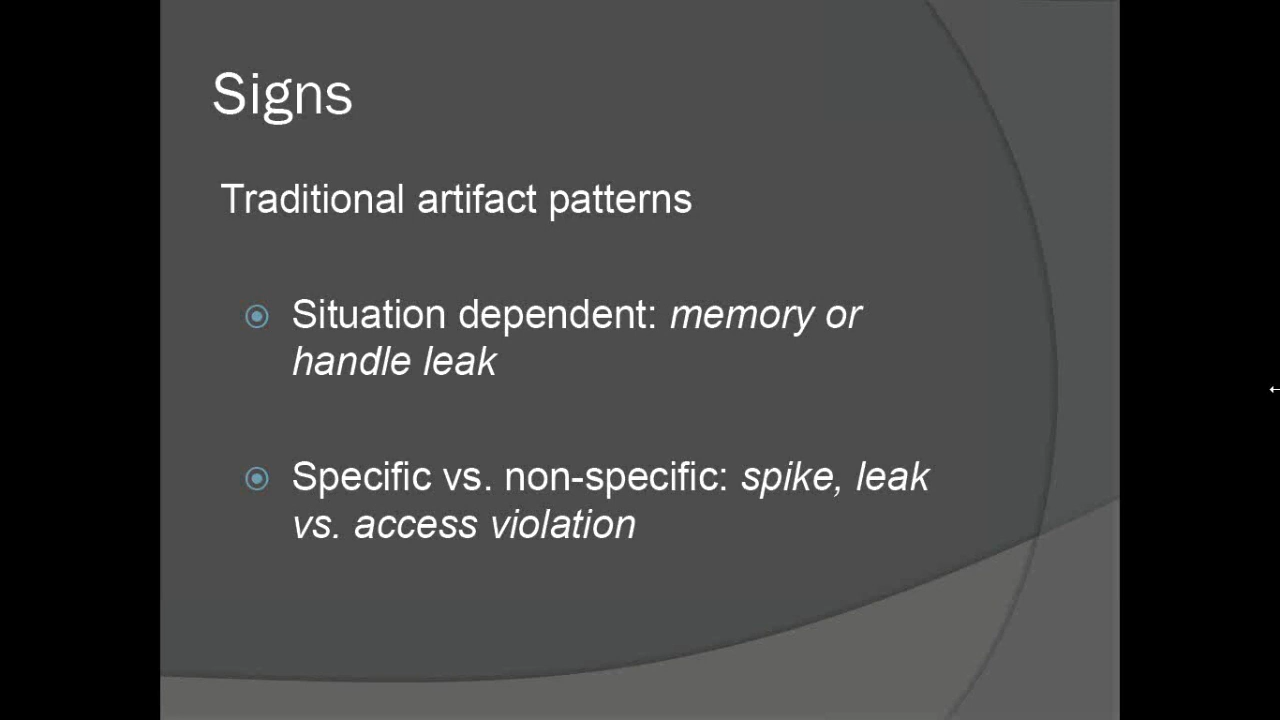 Signs
Traditional artifact patterns
Situation dependent: memory or
handle leak
Specific vs. non-specific: spike, leak
vs. access violation